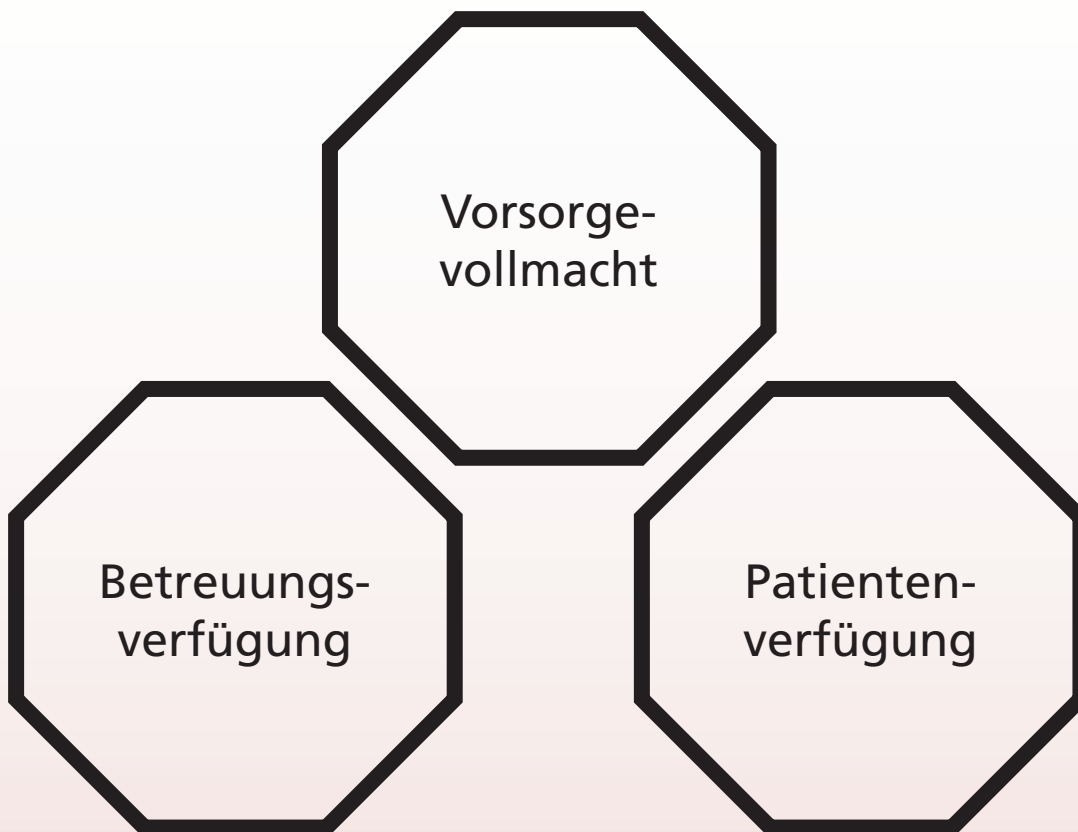 Vorsorge-
vollmacht
Betreuungs-
verfügung
Patienten-
verfügung